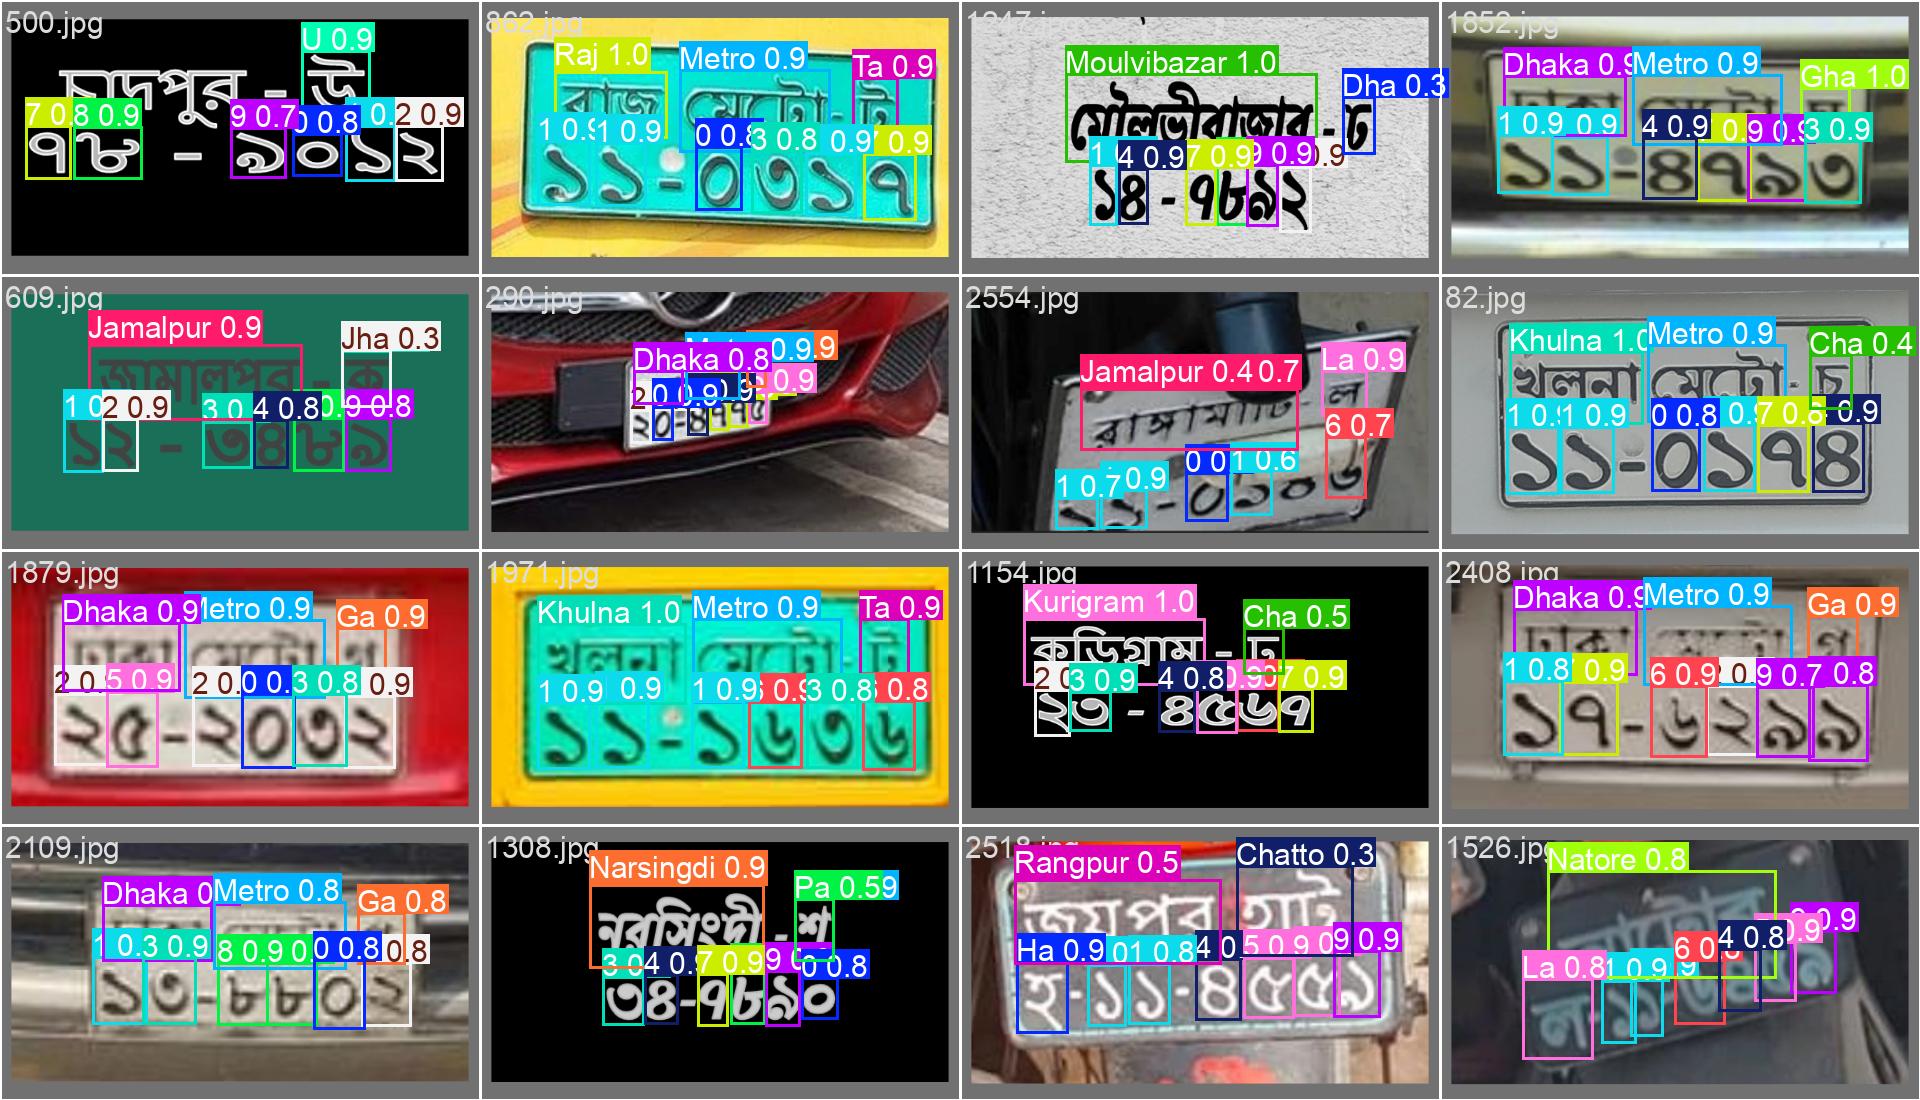 500.jpg
U 0.9
চাদপুর - উ
7 0. 8 0.9 9 0.7 0 0.8 0. 2 0.9
৭৮ - ৯০১২
862.jpg
Raj 1.0 Metro 0.9 Ta 0.9
রাজ মেট্রো-ট
1 0.9 1 0.9 0 0.8 3 0.8 0.9 0.9
১১-০৩১৭
Moulvibazar 1.0 Dha 0.3
মৌলভীবাজার - ঢ
1 4 0.9 7 0.9 9 0.9 0.9
১৪ - ৭৮৯২
1852.jpg
Dhaka 0.9 Metro 0.9 Gha 1.0
1 0.9 0.9 4 0.9 0.9 0.9 3 0.9
১১-৪৭৯৩
609.jpg
Jamalpur 0.9 Jha 0.3
জামালপুর - ক
1 0 2 0.9 3 0 4 0.8 0.9 0.8
১২ - ৩৪৮৯
290.jpg
Dhaka 0.8 0.9
২০-৪৭৭৫
2554.jpg
Jamalpur 0.4 0.7 La 0.9
রাঙ্গামাটি - ল
6 0.7
1 0.7 0.9 0 0 1 0.6
১১-০১৪৬
82.jpg
Khulna 1.0 Metro 0.9 Cha 0.4
খুলনা মেট্রো- চ
1 0. 1 0.9 0 0.8 0.9 7 0.8 0.9
১১-০১৭৪
1879.jpg
Dhaka 0.9 Metro 0.9 Ga 0.9
ঢাকা মেট্রো-গ
2 0. 5 0.9 2 0. 0 0. 3 0.8 0.9
২৫-২০৩২
1971.jpg
Khulna 1.0 Metro 0.9 Ta 0.9
খুলনা মেট্রো-ট
1 0.9 0.9 1 0.9 0.9 3 0.8 0.8
১১-১৬৩৬
1154.jpg
Kurigram 1.0 Cha 0.5
কুড়িগ্রাম - ঢ
2 0 3 0.9 4 0.8 0.9 7 0.9
২৩ - ৪৫৬৭
2408.jpg
Dhaka 0.9 Metro 0.9 Ga 0.9
1 0.8 0.9 6 0.9 0. 9 0.7 0.8
১৭-৬২৯৯
2109.jpg
Dhaka 0 Metro 0.8 Ga 0.8
1 0. 3 0.9 8 0.9 0. 0 0.8 0.8
১৩-৮৮০২
1308.jpg
Narsingdi 0.9 Pa 0.59
নরসিংদী - শ
3 0 4 0.9 7 0.9 9 0 0 0.8
৩৪-৭৮৯০
2518.jpg
Rangpur 0.5 Chatto 0.3
জয়পুর হাট
Ha 0.9 01 0.8 4 0. 5 0.9 0 9 0.9
হ-১১-৪৫৫৯
1526.jpg
Natore 0.8
নাটোর
La 0.8 1 0.9 9 6 0. 4 0.8 0.9 0.9
ল-১১